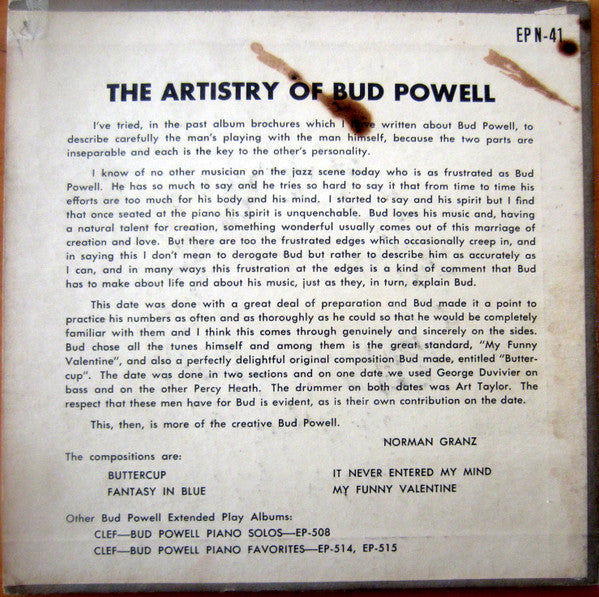 EP N-41
THE ARTISTRY OF BUD POWELL
I've tried, in the past album brochures which I have written about Bud Powell, to
describe carefully the man's playing with the man himself, because the two parts are
inseparable and each is the key to the other's personality.
I know of no other musician on the jazz scene today who is as frustrated as Bud
Powell. He has so much to say and he tries so hard to say it that from time to time his
efforts are too much for his body and his mind. I started to say and his spirit but I find
that once seated at the piano his spirit is unquenchable. Bud loves his music and, having
a natural talent for creation, something wonderful usually comes out of this marriage of
creation and love. But there are too the frustrated edges which occasionally creep in, and
in saying this I don't mean to derogate Bud but rather to describe him as accurately as
I can, and in many ways this frustration at the edges is a kind of comment that Bud
has to make about life and about his music, just as they, in turn, explain Bud.
This date was done with a great deal of preparation and Bud made it a point to
practice his numbers as often and as thoroughly as he could so that he would be completely
familiar with them and I think this comes through genuinely and sincerely on the sides.
Bud chose all the tunes himself and among them is the great standard, "My Funny
Valentine", and also a perfectly delightful original composition Bud made, entitled "Butter-
cup". The date was done in two sections and on one date we used George Duvivier on
bass and on the other Percy Heath. The drummer on both dates was Art Taylor. The
respect that these men have for Bud is evident, as is their own contribution on the date.
This, then, is more of the creative Bud Powell.
NORMAN GRANZ
The compositions are:
BUTTERCUP IT NEVER ENTERED MY MIND
FANTASY IN BLUE MY FUNNY VALENTINE
Other Bud Powell Extended Play Albums:
CLEF—BUD POWELL PIANO SOLOS—EP-508
CLEF—BUD POWELL PIANO FAVORITES—EP-514, EP-515